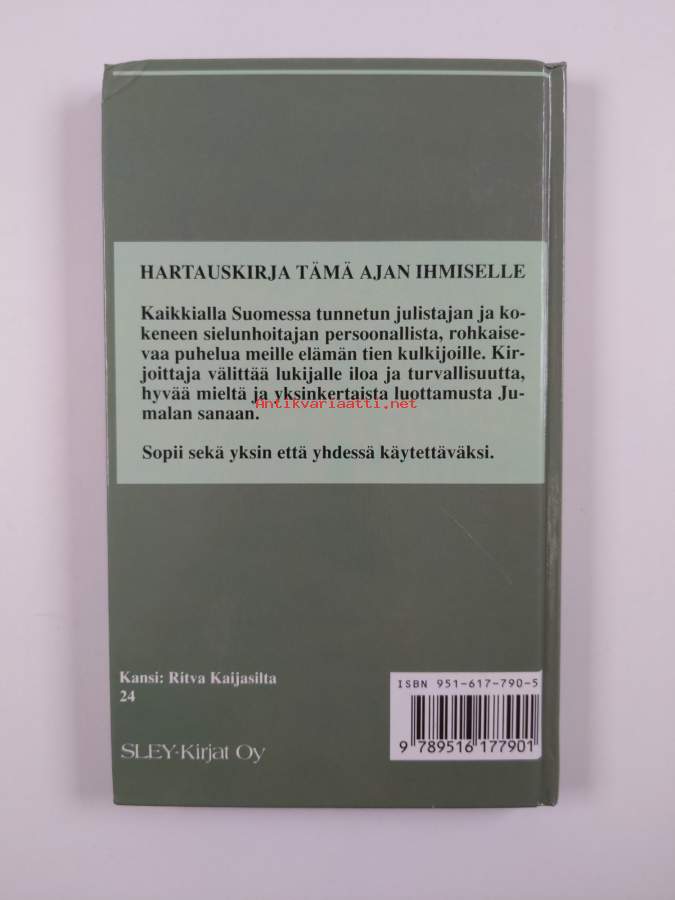 HARTAUSKIRJA TÄMÄ AJAN IHMISELLE
Kaikkialla Suomessa tunnetun julistajan ja ko-
keneen sielunhoitajan persoonallista, rohkaise-
vaa puhelua meille elämän tien kulkijoille. Kir-
joittaja välittää lukijalle iloa ja turvallisuutta,
hyvää mieltä ja yksinkertaista luottamusta Ju-
malan sanaan.
Antikvariaatti.net
Sopii sekä yksin että yhdessä käytettäväksi.
Kansi: Ritva Kaijasilta
24
SLEY-Kirjat Oy
ISBN 951-617-790-5
9 789516 177901